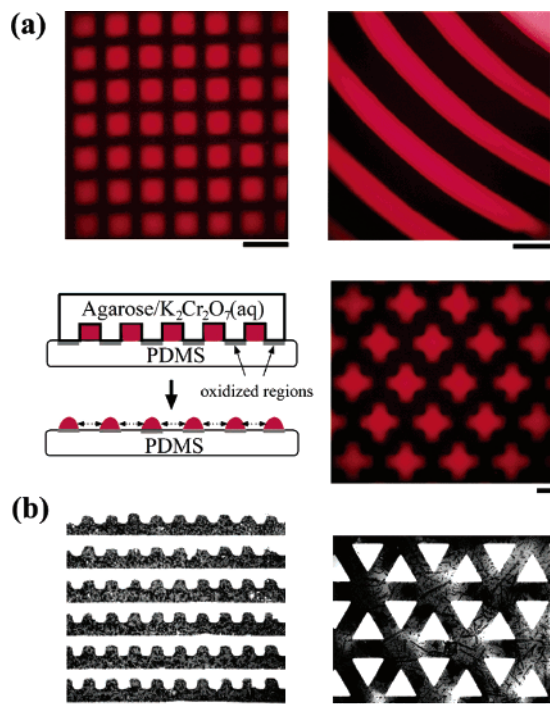 (a)
Agarose/K₂Cr₂O₇(aq)
PDMS
oxidized regions
PDMS
(b)